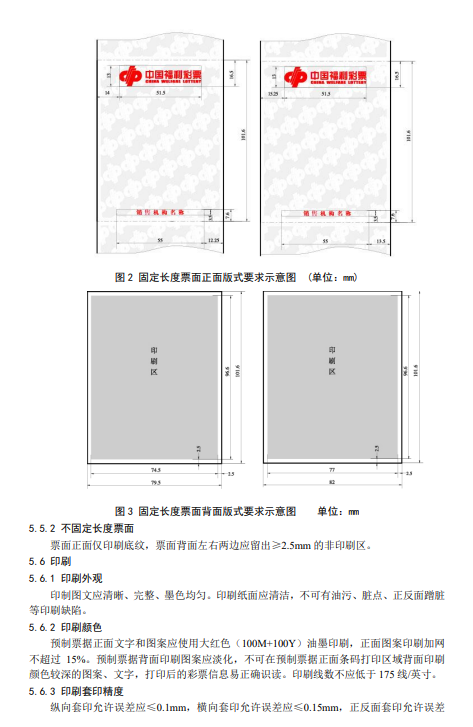 中国福利彩票
CHINA WELFARE LOTTERY
13
14
51.5
16.5
101.6
销售机构名称
3.5
7.6
55
12.25
中国福利彩票
CHINA WELFARE LOTTERY
13
15.25
51.5
16.5
101.6
销售机构名称
3.5
7.6
55
13.5
图 2 固定长度票面正面版式要求示意图 (单位：mm)
印刷区
96.6
101.6
2.5
74.5
2.5
79.5
印刷区
96.6
101.6
2.5
77
2.5
82
图 3 固定长度票面背面版式要求示意图 单位：mm
5.5.2 不固定长度票面
票面正面仅印刷底纹，票面背面左右两边应留出≥2.5mm 的非印刷区。
5.6 印刷
5.6.1 印刷外观
印制图文应清晰、完整、墨色均匀。印刷纸面应清洁，不可有油污、脏点、正反面蹭脏
等印刷缺陷。
5.6.2 印刷颜色
预制票据正面文字和图案应使用大红色（100M+100Y）油墨印刷，正面图案印刷加网
不超过 15%。预制票据背面印刷图案应淡化，不可在预制票据正面条码打印区域背面印刷
颜色较深的图案、文字，打印后的彩票信息易正确识读。印刷线数不应低于 175 线/英寸。
5.6.3 印刷套印精度
纵向套印允许误差应≤0.1mm，横向套印允许误差应≤0.15mm，正反面套印允许误差